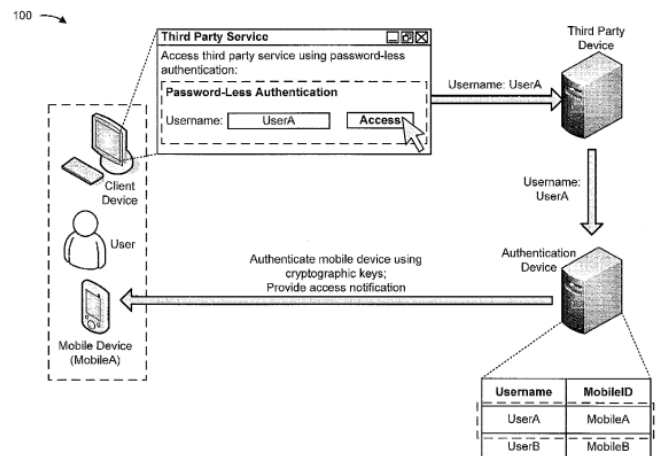 100
Third Party Service
Access third party service using password-less
authentication:
Password-Less Authentication
Username:
UserA
Access
Username: UserA
Third Party
Device
Client
Device
Username:
UserA
User
Authenticate mobile device using
cryptographic keys;
Provide access notification
Authentication
Device
Mobile Device
(MobileA)
Username MobileID
UserA MobileA
UserB MobileB